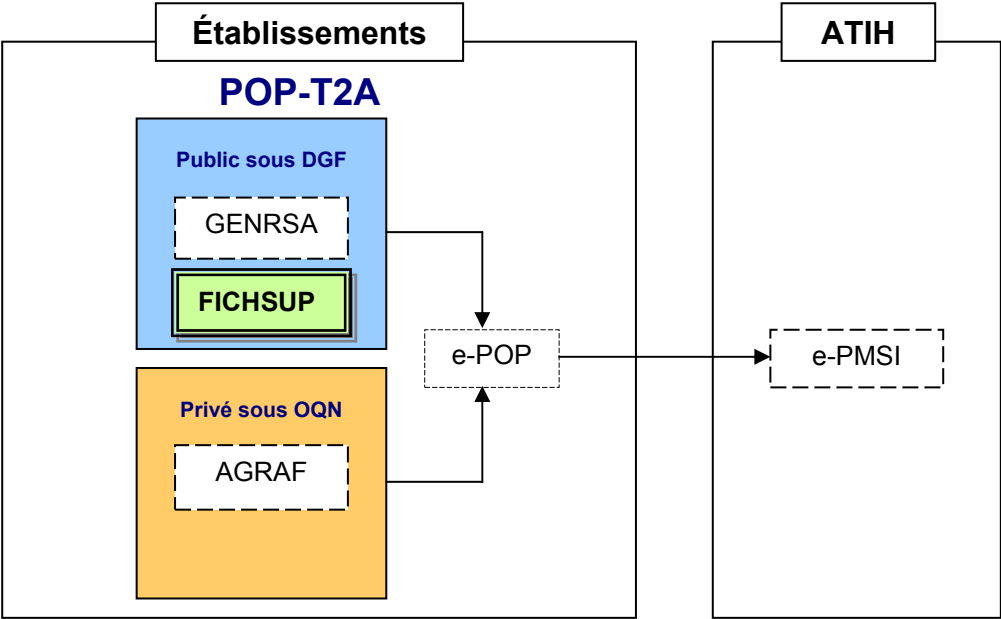 Établissements
ATIH
POP-T2A
Public sous DGF
GENRSA
FICHSUP
e-POP
e-PMSI
Privé sous OQN
AGRAF